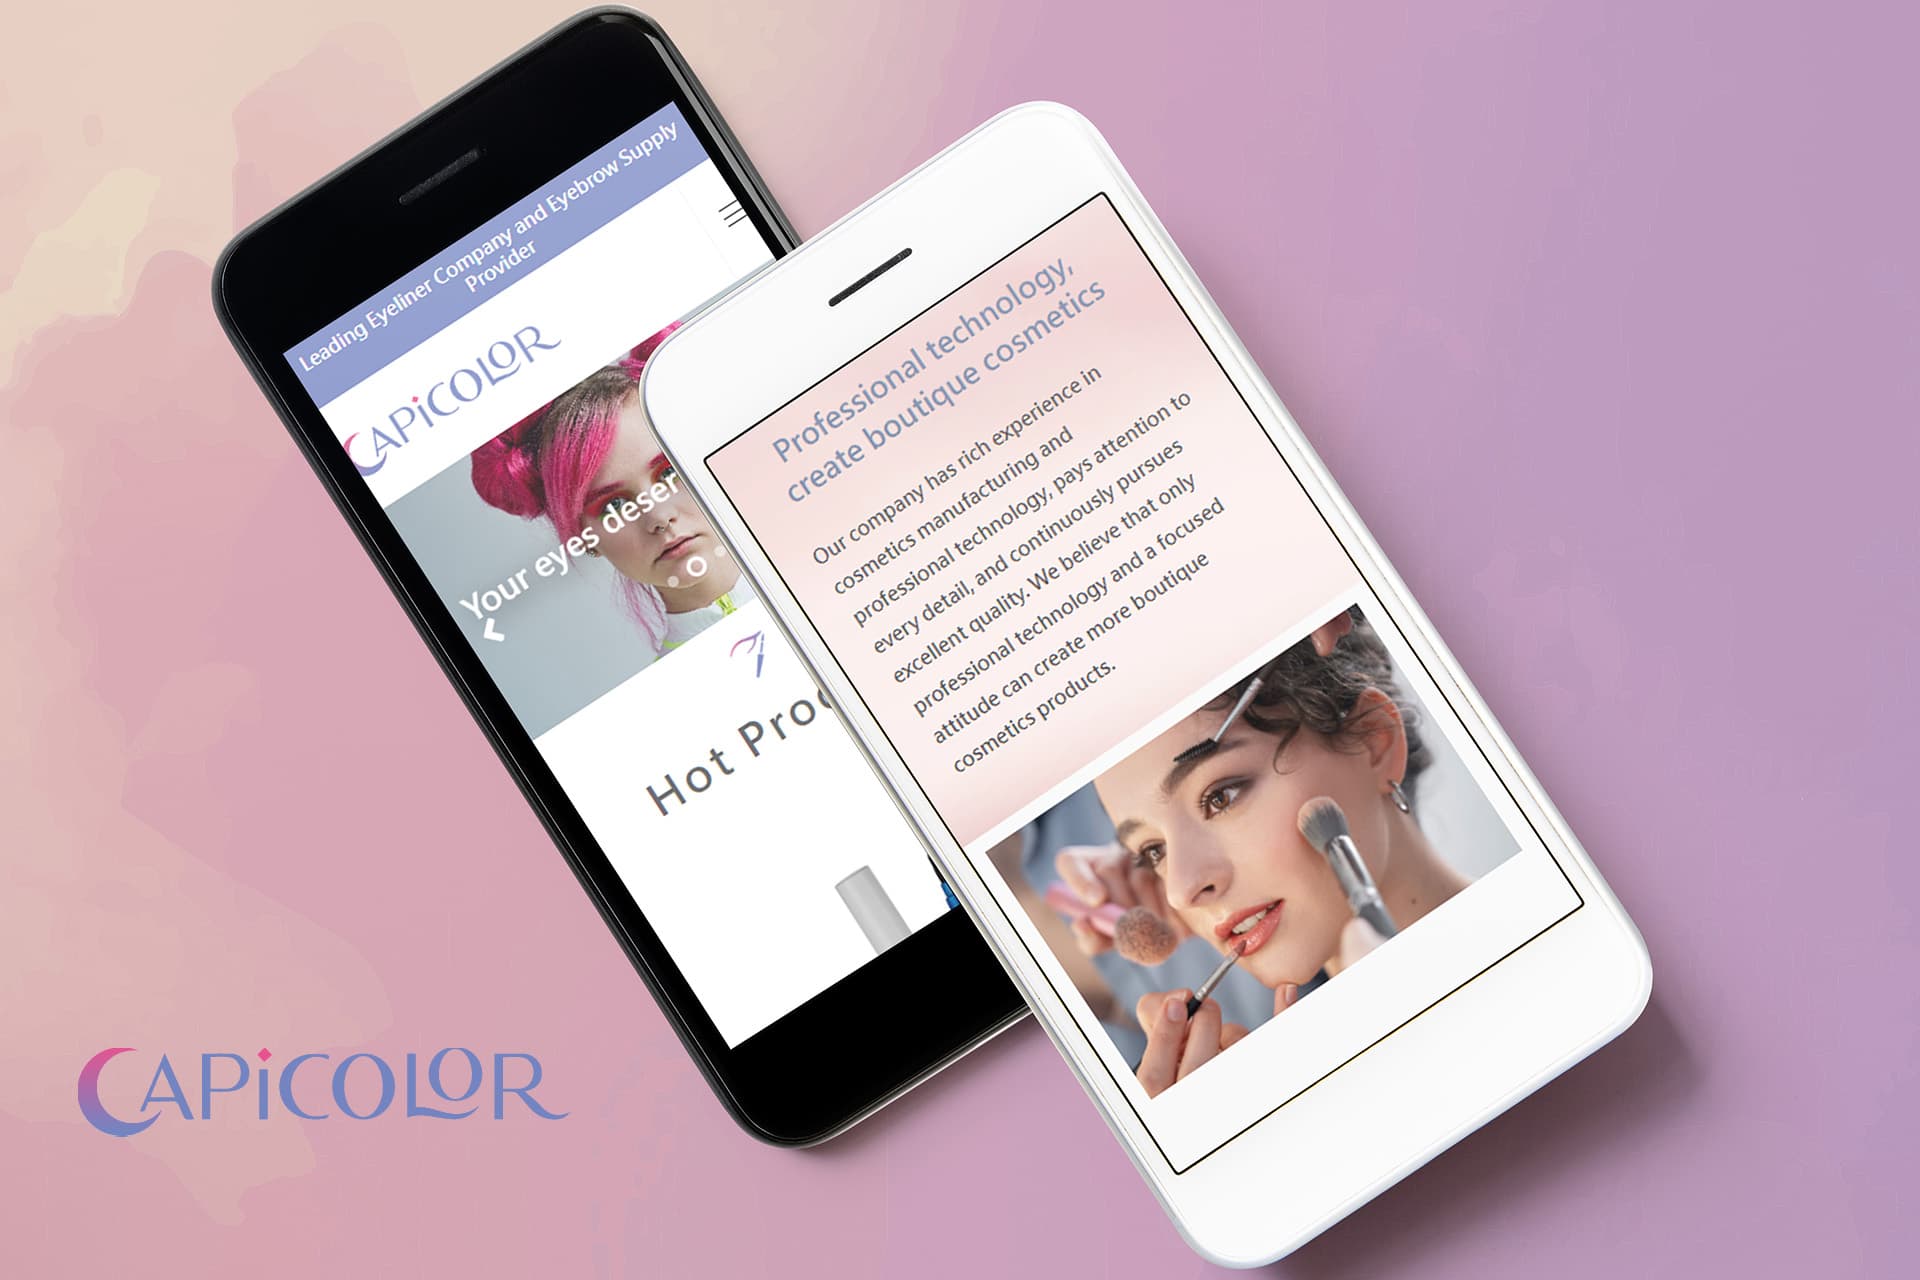 Leading Eyeliner Company and Eyebrow Supply
Provider
CAPiCOLOR
Your eyes deser
Hot Proc
Professional technology,
create boutique cosmetics
Our company has rich experience in
cosmetics manufacturing and
professional technology, pays attention to
every detail, and continuously pursues
excellent quality. We believe that only
professional technology and a focused
attitude can create more boutique
cosmetics products.
CAPiCOLOR